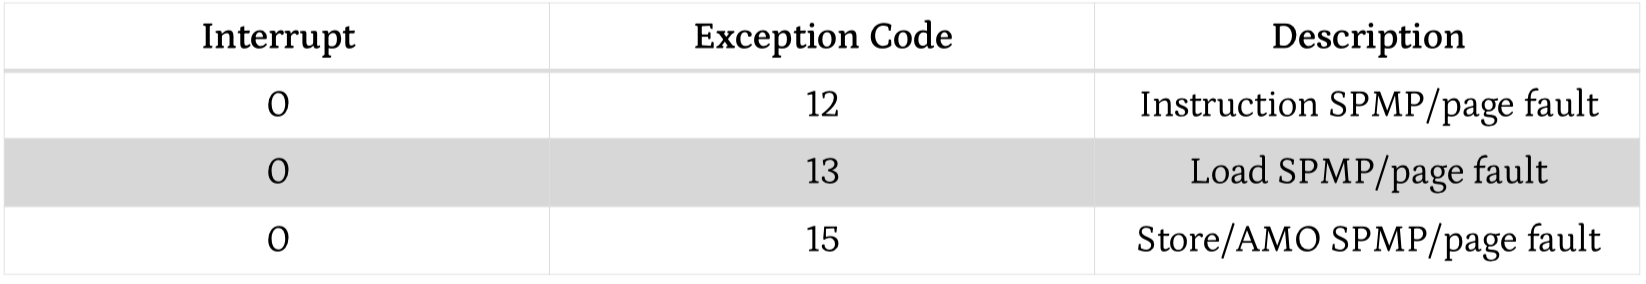 Interrupt Exception Code Description
0 12 Instruction SPMP/page fault
0 13 Load SPMP/page fault
0 15 Store/AMO SPMP/page fault